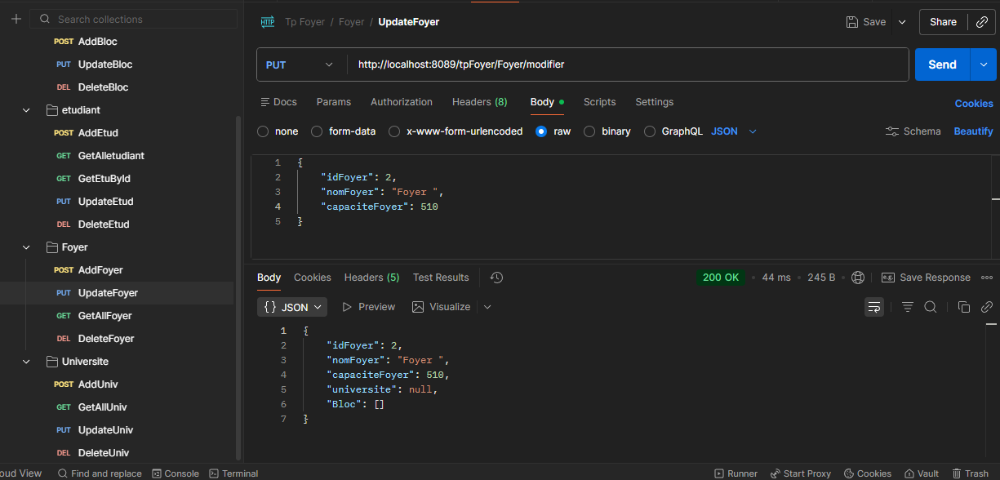 Search collections
POST AddBloc
PUT UpdateBloc
DEL DeleteBloc
etudiant
POST AddEtud
GET GetAlletudiant
GET GetEtuById
PUT UpdateEtud
DEL DeleteEtud
Foyer
POST AddFoyer
PUT UpdateFoyer
GET GetAllFoyer
DEL DeleteFoyer
Universite
POST AddUniv
GET GetAllUniv
PUT UpdateUniv
DEL DeleteUniv
HTTP Tp Foyer / Foyer / UpdateFoyer
Save
Share
PUT http://localhost:8089/tpFoyer/Foyer/modifier
Send
Docs Params Authorization Headers (8) Body Scripts Settings
Cookies
none form-data x-www-form-urlencoded raw binary GraphQL JSON
Schema Beautify
1 {
2 "idFoyer": 2,
3 "nomFoyer": "Foyer ",
4 "capaciteFoyer": 510
5 }
Body Cookies Headers (5) Test Results
200 OK • 44 ms • 245 B
e.g. Save Response
{} JSON Preview Visualize
1 {
2 "idFoyer": 2,
3 "nomFoyer": "Foyer ",
4 "capaciteFoyer": 510,
5 "universite": null,
6 "Bloc": []
7 }
oud View Find and replace Console Terminal
Runner Start Proxy Cookies Vault Trash